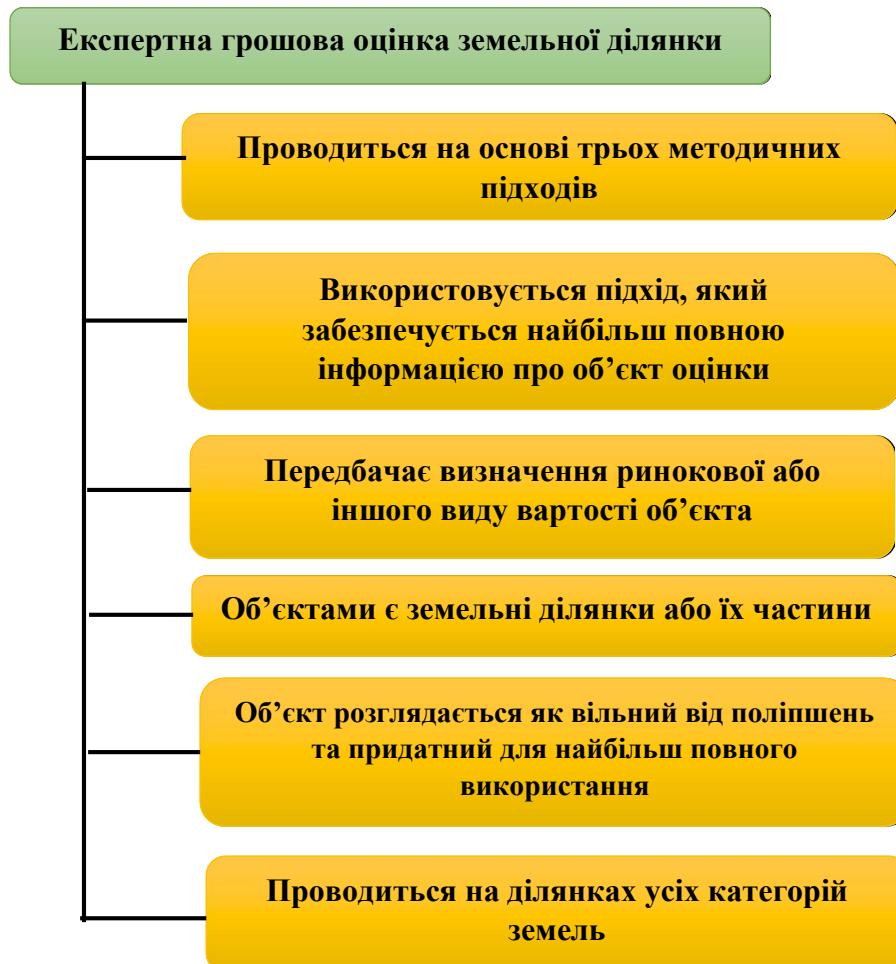 Експертна грошова оцінка земельної ділянки
Проводиться на основі трьох методичних
підходів
Використовується підхід, який
забезпечується найбільш повною
інформацією про об’єкт оцінки
Передбачає визначення ринокової або
іншого виду вартості об’єкта
Об’єктами є земельні ділянки або їх частини
Об’єкт розглядається як вільний від поліпшень
та придатний для найбільш повного
використання
Проводиться на ділянках усіх категорій
земель